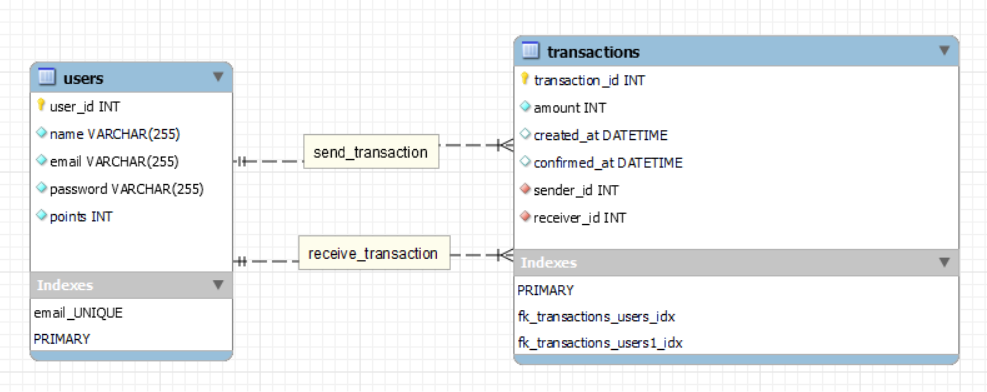 users
user_id INT
name VARCHAR(255)
email VARCHAR(255)
password VARCHAR(255)
points INT
Indexes
email_UNIQUE
PRIMARY
send_transaction
receive_transaction
transactions
transaction_id INT
amount INT
created_at DATETIME
confirmed_at DATETIME
sender_id INT
receiver_id INT
Indexes
PRIMARY
fk_transactions_users_idx
fk_transactions_users1_idx